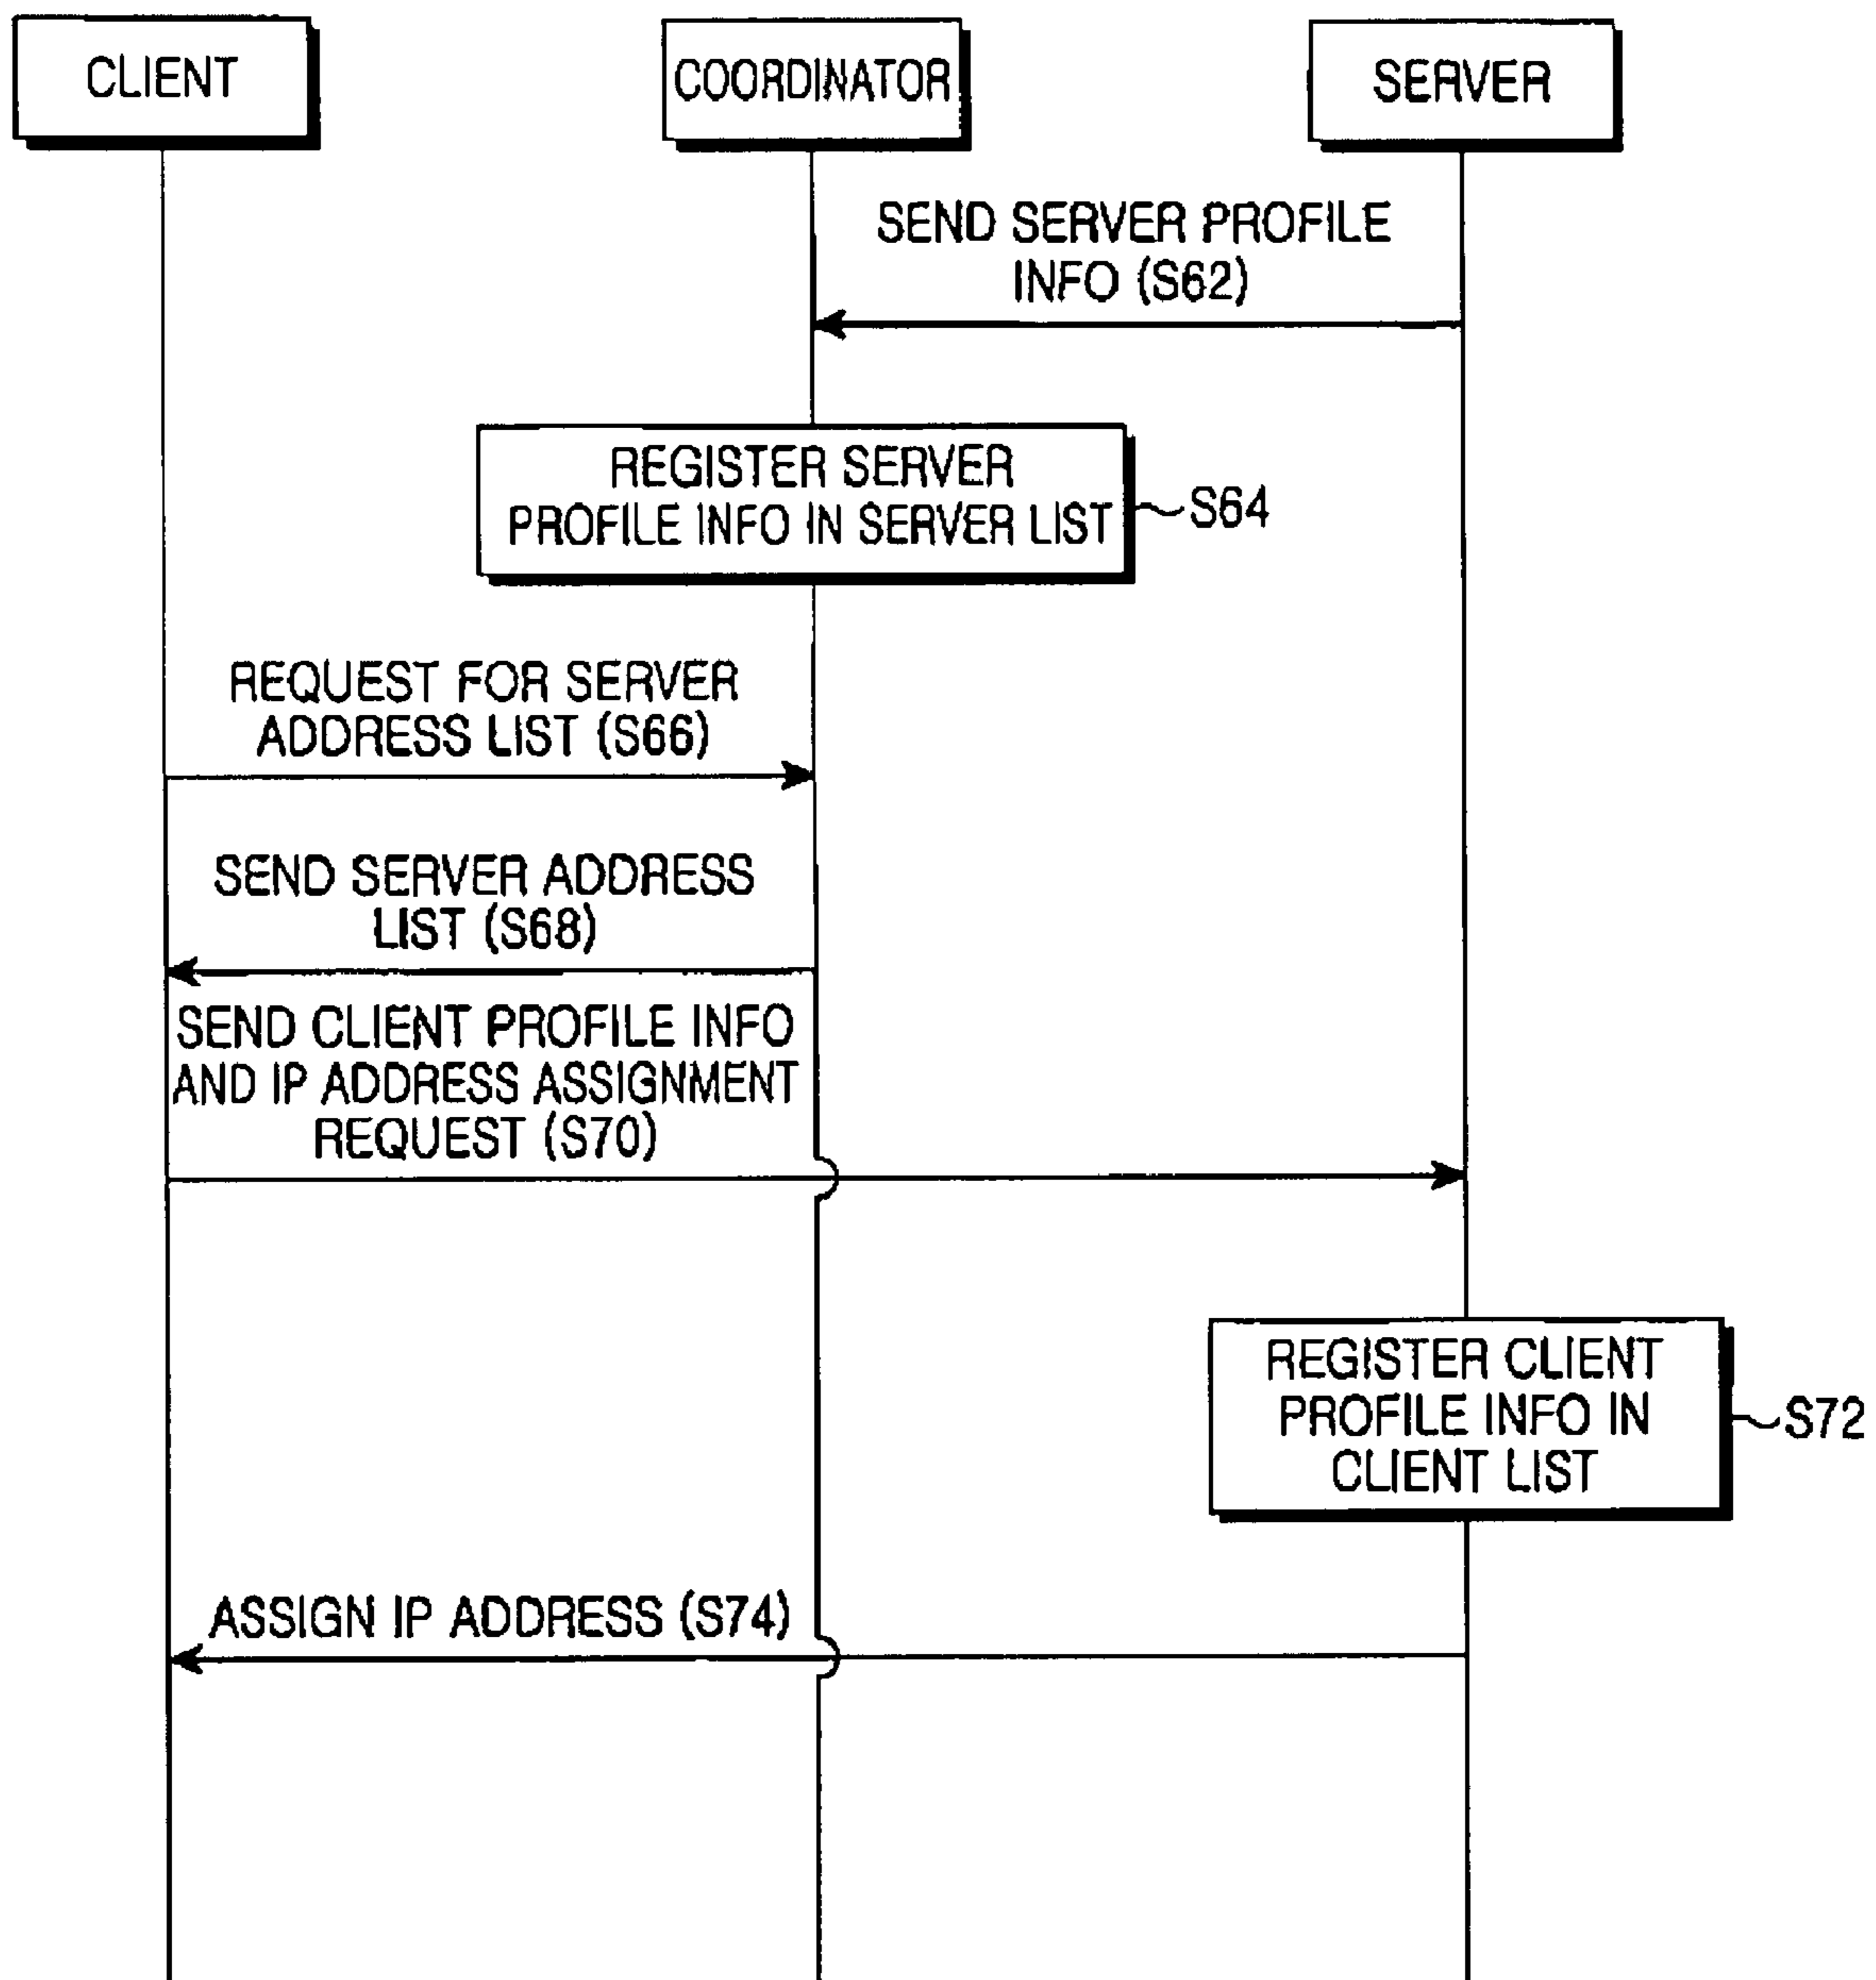 CLIENT
COORDINATOR
SERVER
SEND SERVER PROFILE
INFO (S62)
REGISTER SERVER
PROFILE INFO IN SERVER LIST
S64
REQUEST FOR SERVER
ADDRESS LIST (S66)
SEND SERVER ADDRESS
LIST (S68)
SEND CLIENT PROFILE INFO
AND IP ADDRESS ASSIGNMENT
REQUEST (S70)
REGISTER CLIENT
PROFILE INFO IN
CLIENT LIST
S72
ASSIGN IP ADDRESS (S74)